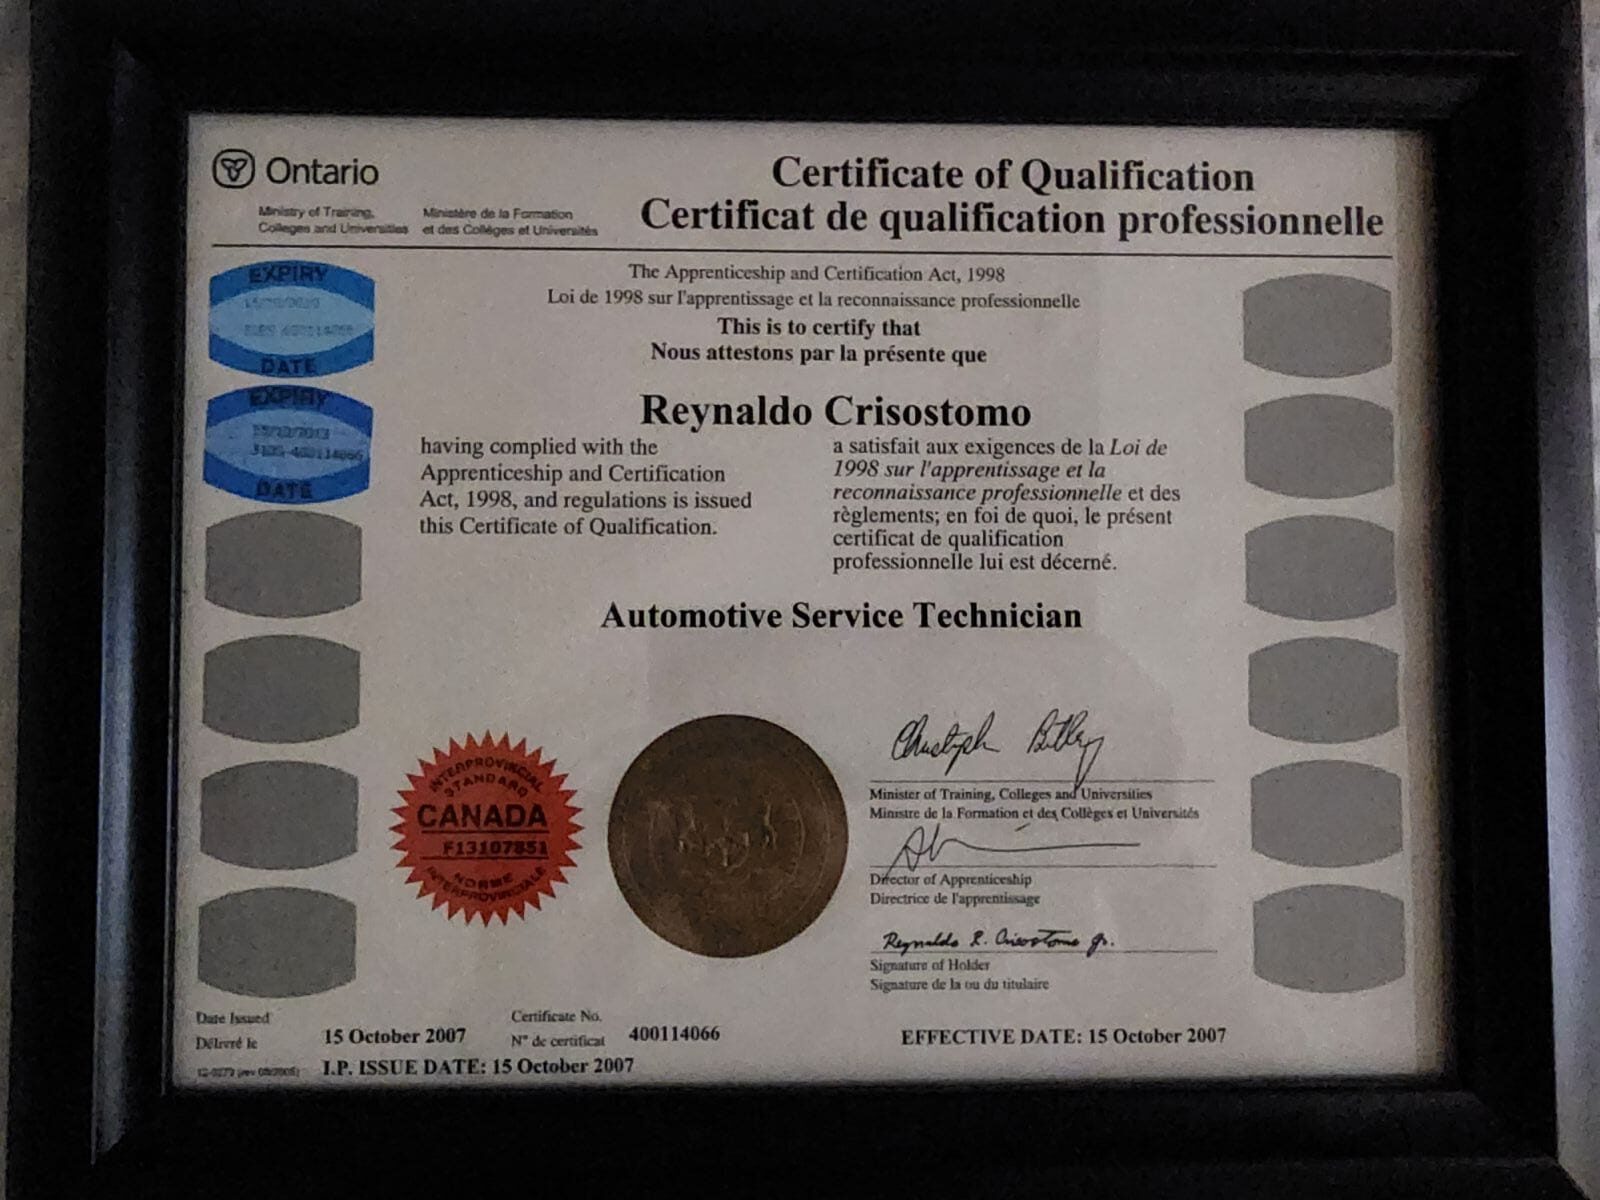 Ontario
Certificate of Qualification
Certificat de qualification professionnelle
Ministry of Training,
Colleges and Universities
Ministère de la Formation
et des Collèges et Universités
The Apprenticeship and Certification Act, 1998
Loi de 1998 sur l'apprentissage et la reconnaissance professionnelle
This is to certify that
Nous attestons par la présente que
EXPIRY
DATE
EXPIRY
DATE
Reynaldo Crisostomo
having complied with the
Apprenticeship and Certification
Act, 1998, and regulations is issued
this Certificate of Qualification.
a satisfait aux exigences de la Loi de
1998 sur l'apprentissage et la
reconnaissance professionnelle et des
règlements; en foi de quoi, le présent
certificat de qualification
professionnelle lui est décerné.
Automotive Service Technician
INTERPROVINCIAL
STANDARD
CANADA
F13107851
NORME
INTERPROVINCIALE
Minister of Training, Colleges and Universities
Ministre de la Formation et des Collèges et Universités
Director of Apprenticeship
Directrice de l'apprentissage
Reynaldo R. Crisostomo Jr.
Signature of Holder
Signature de la ou du titulaire
Date Issued
Délivré le
15 October 2007
Certificate No.
N° de certificat
400114066
EFFECTIVE DATE: 15 October 2007
I.P. ISSUE DATE: 15 October 2007